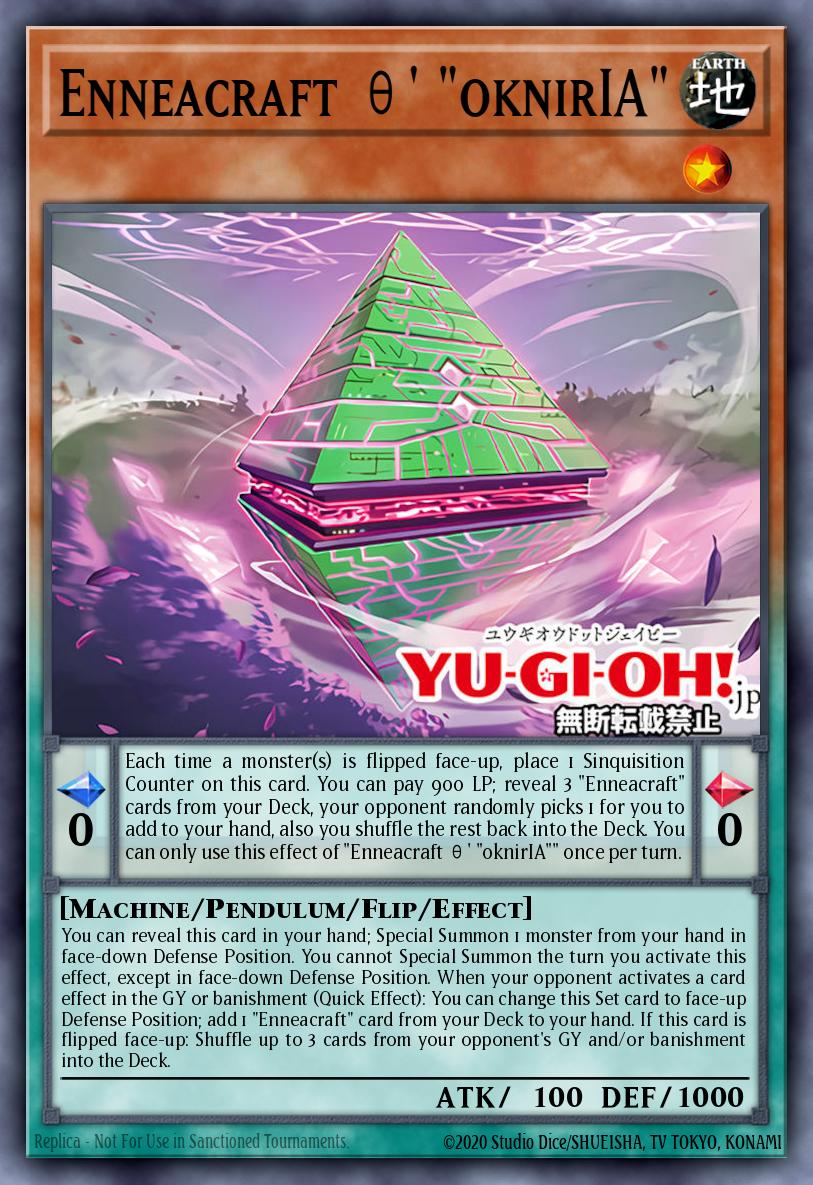 Enneacraft θ' "oknirIA"
EARTH
地
ユウギオウドットジェイピー
YU-GI-OH!
.jp
無断転載禁止
Each time a monster(s) is flipped face-up, place 1 Sinquisition
Counter on this card. You can pay 900 LP; reveal 3 "Enneacraft"
cards from your Deck, your opponent randomly picks 1 for you to
add to your hand, also you shuffle the rest back into the Deck. You
can only use this effect of "Enneacraft θ' "oknirIA"" once per turn.
0
0
[Machine/Pendulum/Flip/Effect]
You can reveal this card in your hand; Special Summon 1 monster from your hand in
face-down Defense Position. You cannot Special Summon the turn you activate this
effect, except in face-down Defense Position. When your opponent activates a card
effect in the GY or banishment (Quick Effect): You can change this Set card to face-up
Defense Position; add 1 "Enneacraft" card from your Deck to your hand. If this card is
flipped face-up: Shuffle up to 3 cards from your opponent's GY and/or banishment
into the Deck.
ATK/ 100 DEF/1000
Replica - Not For Use in Sanctioned Tournaments.
©2020 Studio Dice/SHUEISHA, TV TOKYO, KONAMI